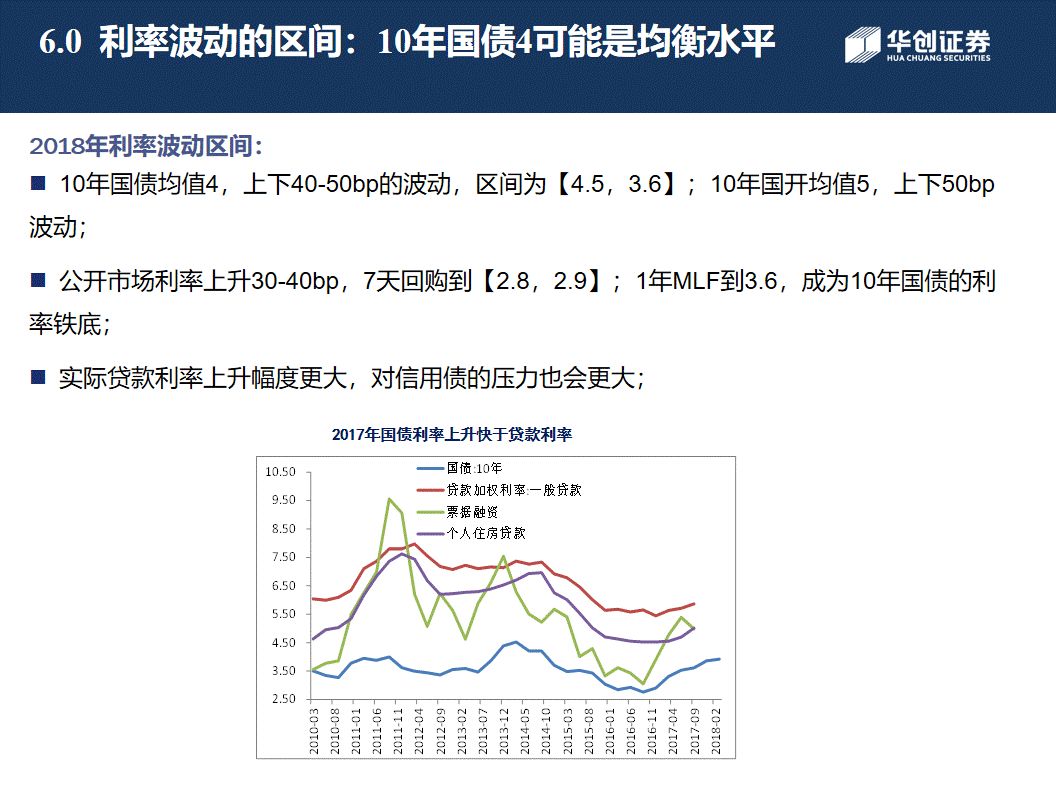 6.0 利率波动的区间：10年国债4可能是均衡水平
华创证券
HUA CHUANG SECURITIES
2018年利率波动区间：
■ 10年国债均值4，上下40-50bp的波动，区间为【4.5，3.6】；10年国开均值5，上下50bp
波动；
■ 公开市场利率上升30-40bp，7天回购到【2.8，2.9】；1年MLF到3.6，成为10年国债的利
率铁底；
■ 实际贷款利率上升幅度更大，对信用债的压力也会更大；
2017年国债利率上升快于贷款利率
国债:10年
贷款加权利率:一般贷款
票据融资
个人住房贷款
10.50
9.50
8.50
7.50
6.50
5.50
4.50
3.50
2.50
2010-03
2010-08
2011-01
2011-06
2011-11
2012-04
2012-09
2013-02
2013-07
2013-12
2014-05
2014-10
2015-03
2015-08
2016-01
2016-06
2016-11
2017-04
2017-09
2018-02